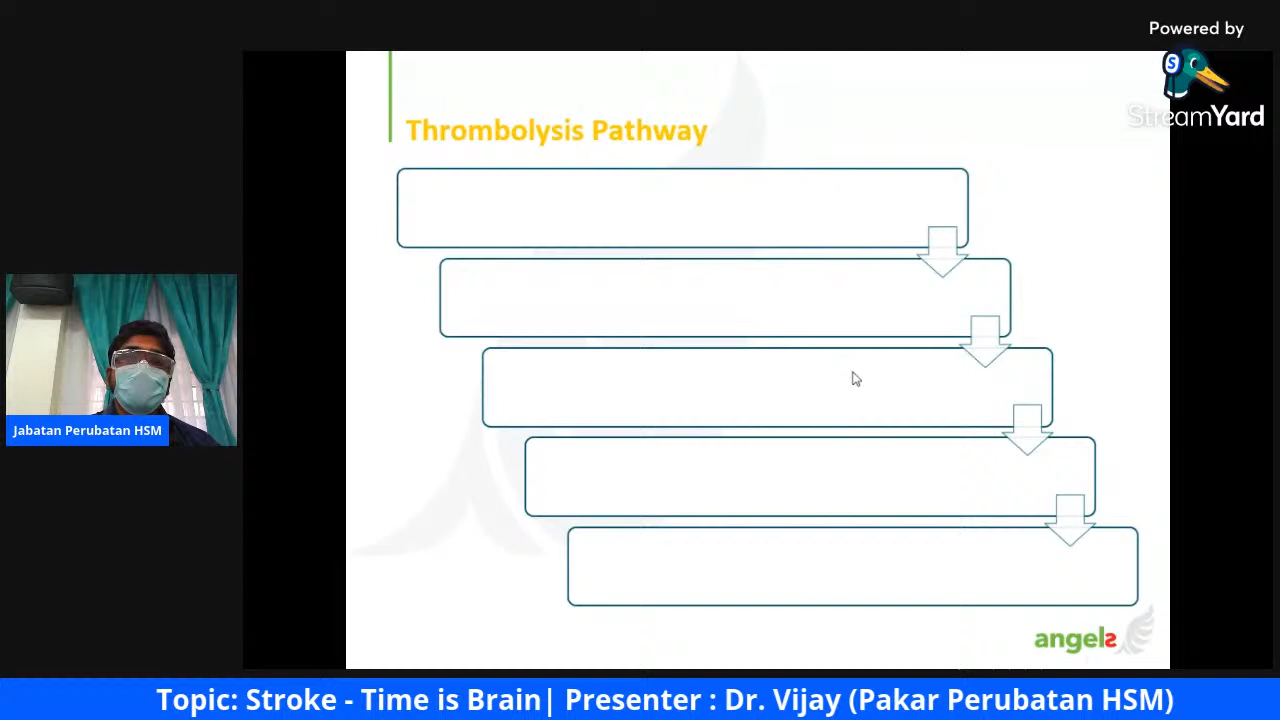 Powered by
StreamYard
Thrombolysis Pathway
Jabatan Perubatan HSM
angels
Topic: Stroke - Time is Brain| Presenter : Dr. Vijay (Pakar Perubatan HSM)